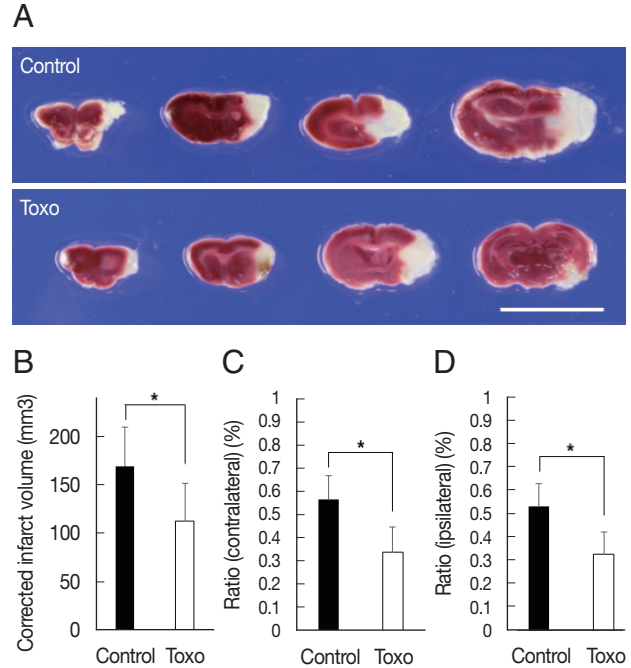 A
Control
Toxo
B
Corrected infarct volume (mm3)
200
150
100
50
0
*
Control Toxo
C
Ratio (contralateral) (%)
1
0.9
0.8
0.7
0.6
0.5
0.4
0.3
0.2
0.1
0
*
Control Toxo
D
Ratio (ipsilateral) (%)
1
0.9
0.8
0.7
0.6
0.5
0.4
0.3
0.2
0.1
0
*
Control Toxo